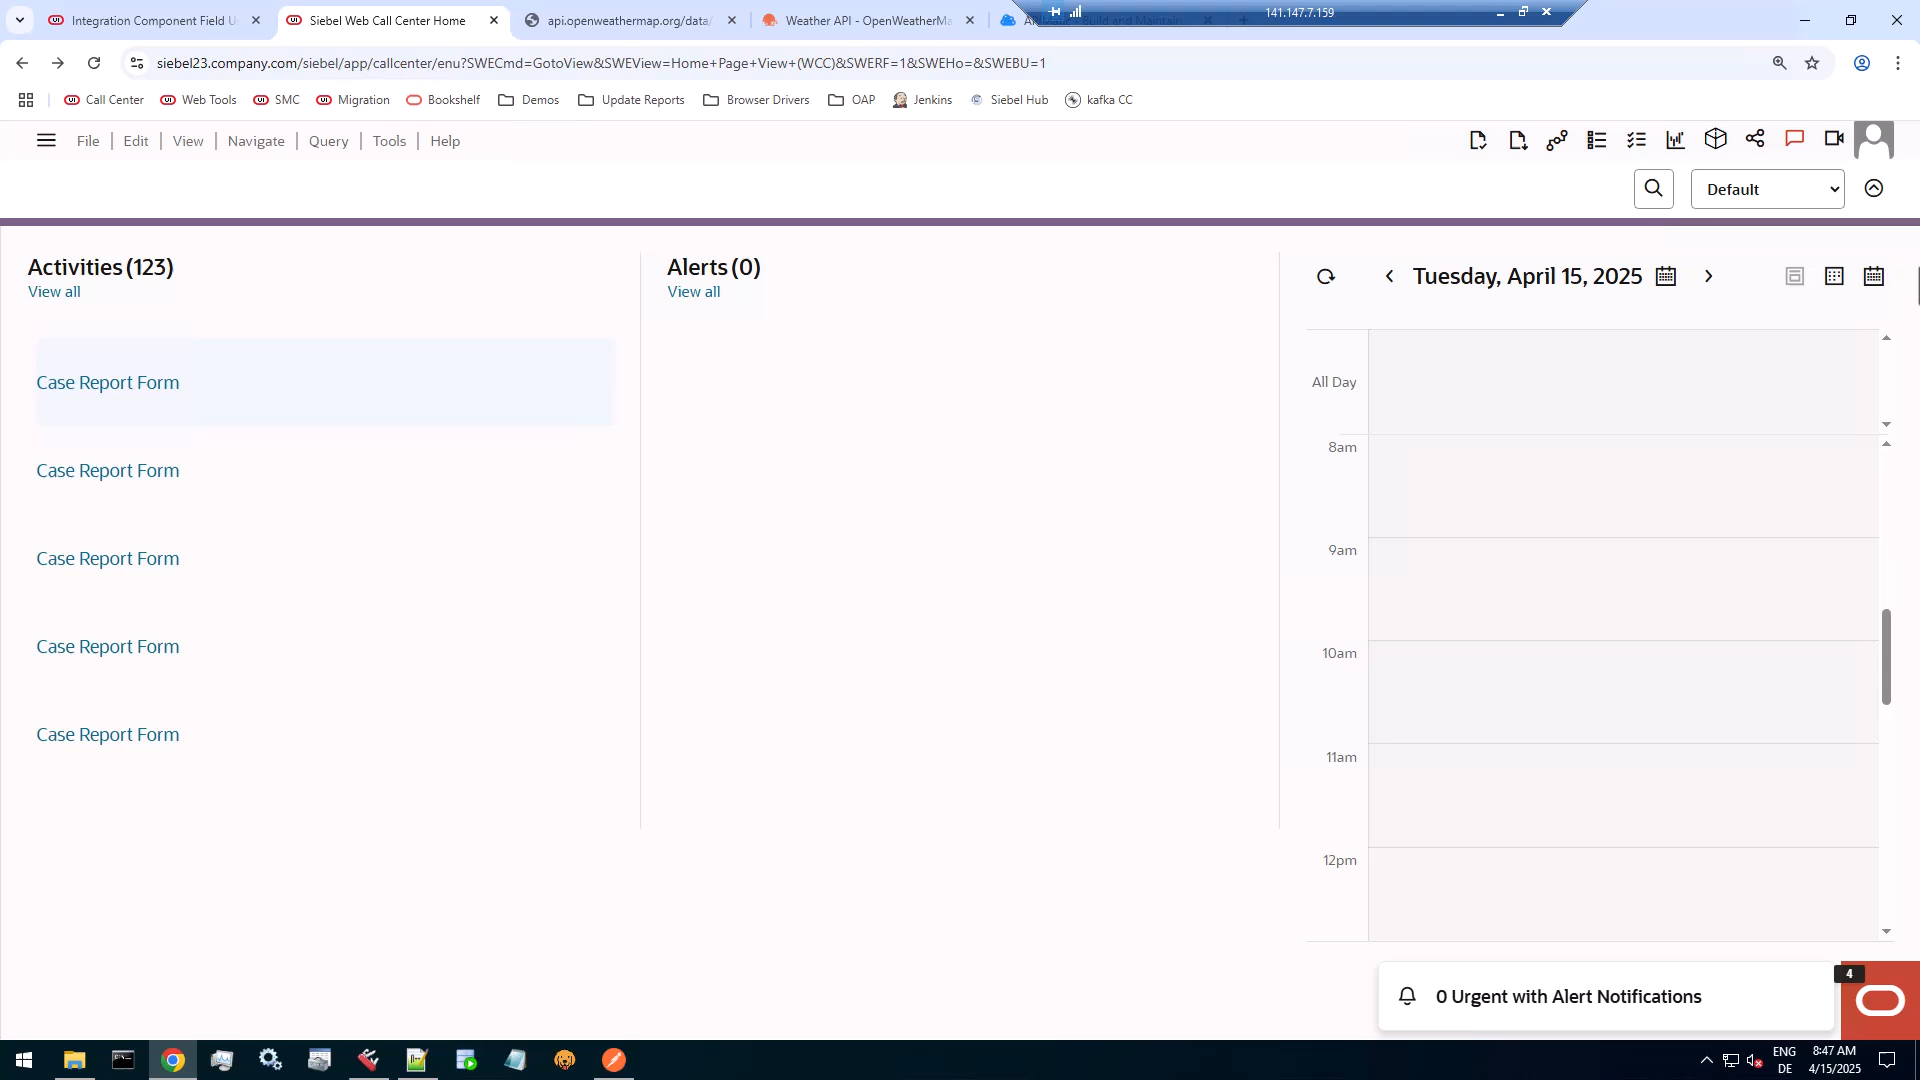 Integration Component Field U
Siebel Web Call Center Home
api.openweathermap.org/data/
Weather API - OpenWeatherMa
141.147.7.159
siebel23.company.com/siebel/app/callcenter/enu?SWECmd=GotoView&SWEView=Home+Page+View+(WCC)&SWERF=1&SWEHo=&SWEBU=1
Call Center
Web Tools
SMC
Migration
Bookshelf
Demos
Update Reports
Browser Drivers
OAP
Jenkins
Siebel Hub
kafka CC
File
Edit
View
Navigate
Query
Tools
Help
Default
Activities (123)
View all
Case Report Form
Case Report Form
Case Report Form
Case Report Form
Case Report Form
Alerts (0)
View all
Tuesday, April 15, 2025
All Day
8am
9am
10am
11am
12pm
0 Urgent with Alert Notifications
4
ENG
DE
8:47 AM
4/15/2025